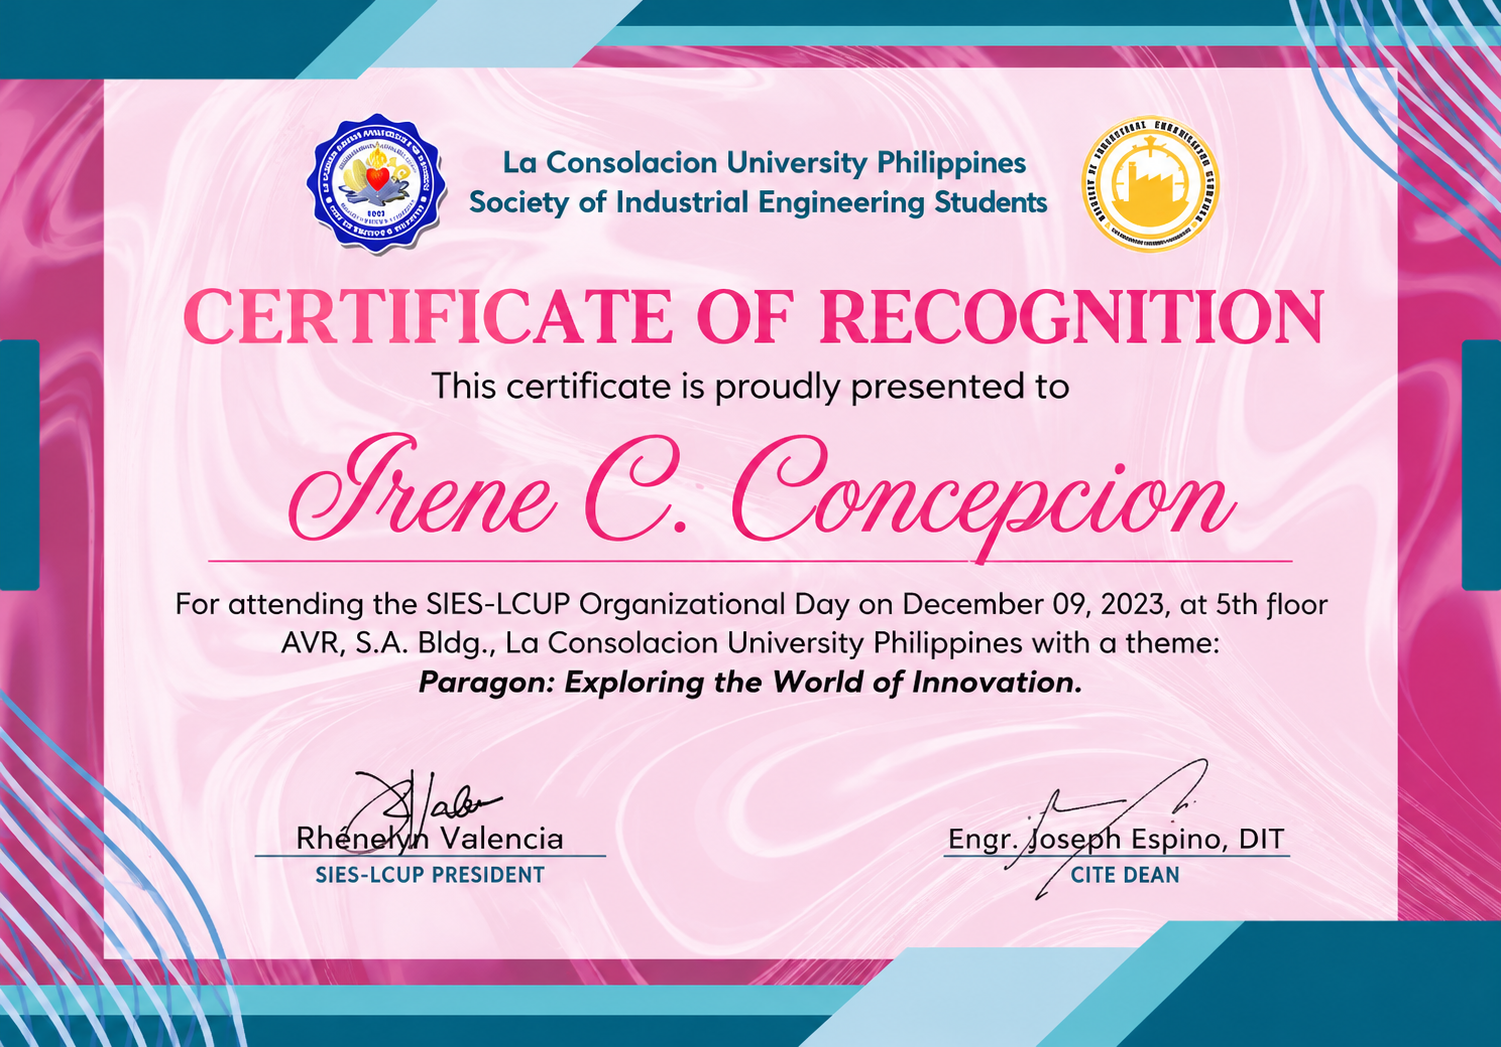 La Consolacion University Philippines
Society of Industrial Engineering Students
CERTIFICATE OF RECOGNITION
This certificate is proudly presented to
Irene C. Concepcion
For attending the SIES-LCUP Organizational Day on December 09, 2023, at 5th floor
AVR, S.A. Bldg., La Consolacion University Philippines with a theme:
Paragon: Exploring the World of Innovation.
Rhenelyn Valencia
SIES-LCUP PRESIDENT
Engr. Joseph Espino, DIT
CITE DEAN